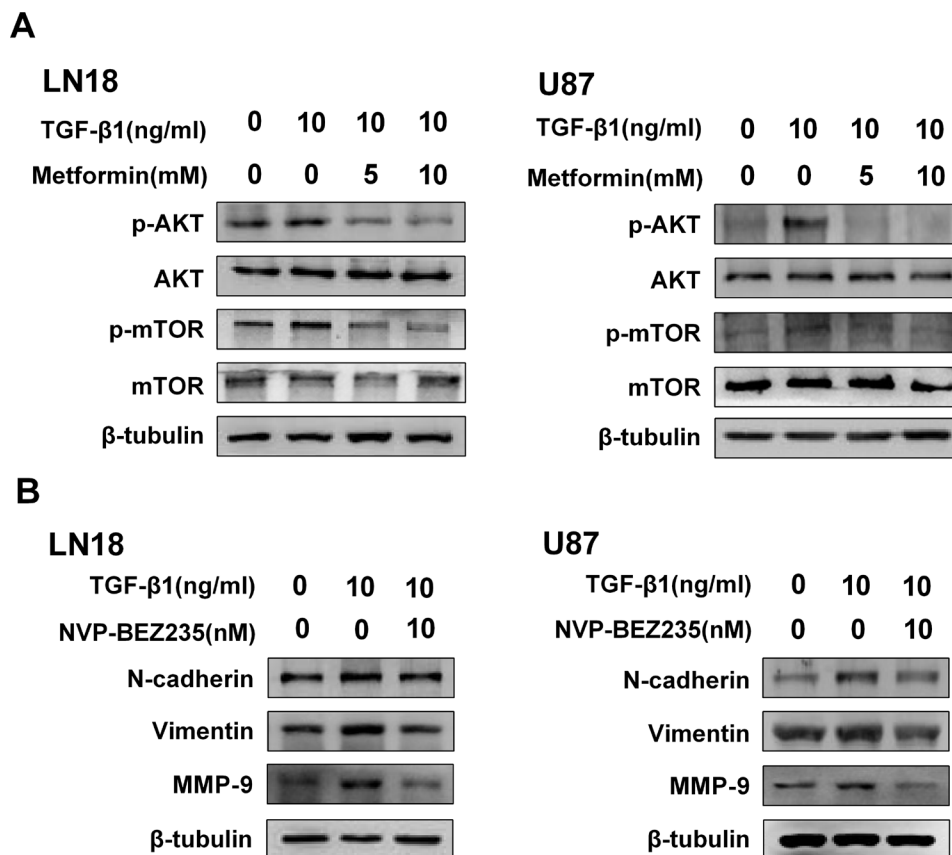 A
LN18
TGF-β1(ng/ml) 0 10 10 10
Metformin(mM) 0 0 5 10
p-AKT
AKT
p-mTOR
mTOR
β-tubulin
U87
TGF-β1(ng/ml) 0 10 10 10
Metformin(mM) 0 0 5 10
p-AKT
AKT
p-mTOR
mTOR
β-tubulin
B
LN18
TGF-β1(ng/ml) 0 10 10
NVP-BEZ235(nM) 0 0 10
N-cadherin
Vimentin
MMP-9
β-tubulin
U87
TGF-β1(ng/ml) 0 10 10
NVP-BEZ235(nM) 0 0 10
N-cadherin
Vimentin
MMP-9
β-tubulin